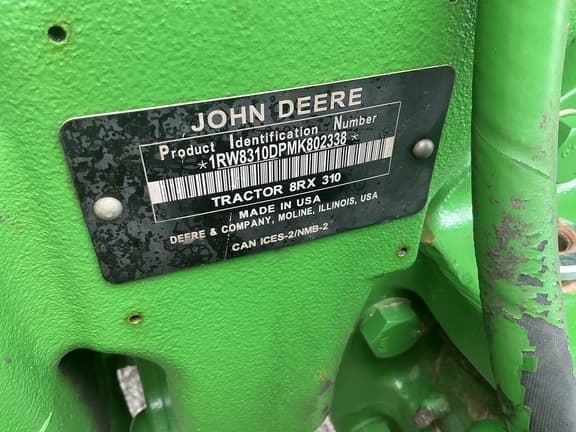 JOHN DEERE
Product Identification Number
*1RW8310DPMK802338*
TRACTOR 8RX 310
MADE IN USA
DEERE & COMPANY, MOLINE, ILLINOIS, USA
CAN ICES-2/NMB-2